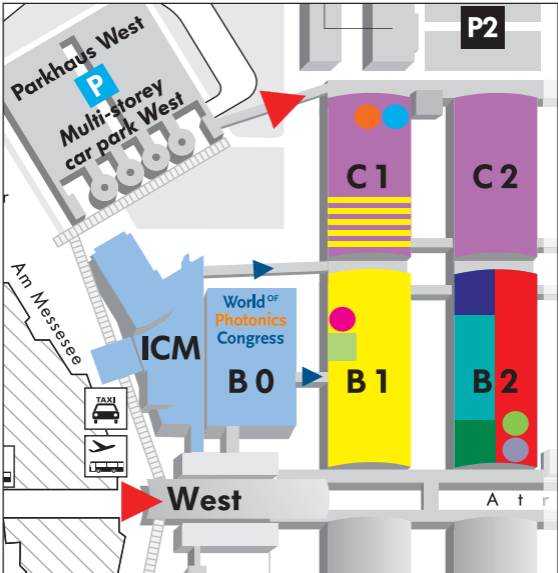 P2
Parkhaus West
P
Multi-storey
car park West
C 1
C 2
Am Messesee
World OF
Photonics
Congress
ICM
B 0
B 1
B 2
TAXI
West
A t r